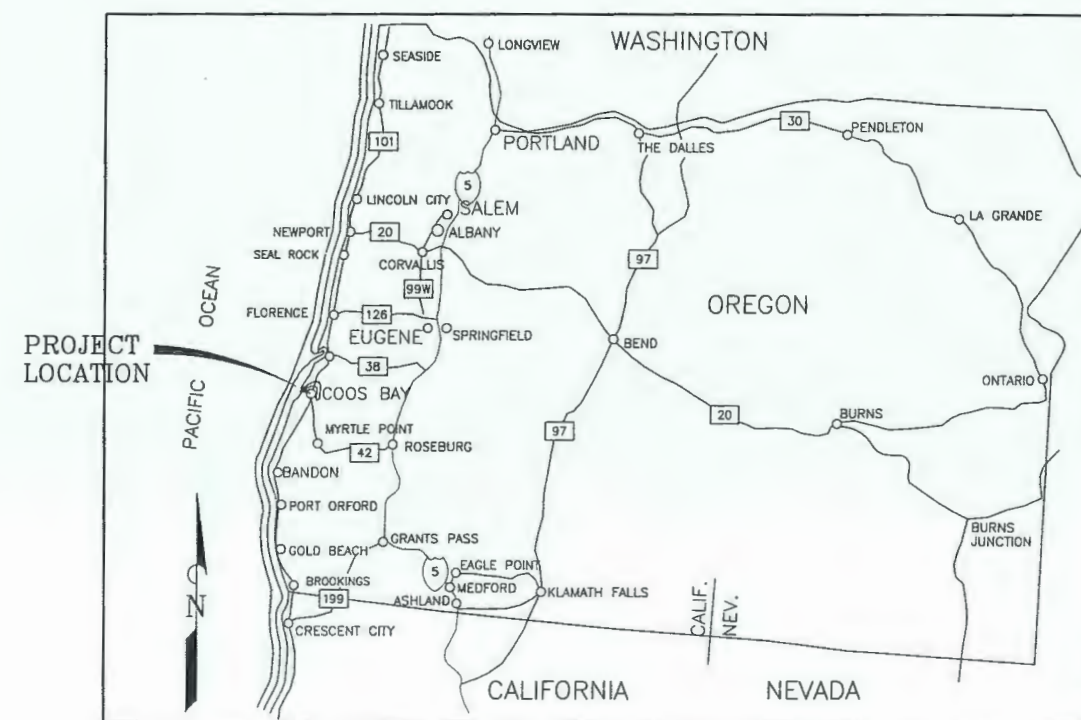 WASHINGTON
LONGVIEW
SEASIDE
TILLAMOOK
30
PENDLETON
101
PORTLAND
THE DALLES
5
LINCOLN CITY
SALEM
LA GRANDE
NEWPORT
20
ALBANY
SEAL ROCK
CORVALLIS
97
99W
OREGON
FLORENCE
126
EUGENE
SPRINGFIELD
BEND
PACIFIC OCEAN
PROJECT
LOCATION
38
COOS BAY
ONTARIO
20
BURNS
MYRTLE POINT
42
ROSEBURG
97
BANDON
PORT ORFORD
BURNS
JUNCTION
GRANTS PASS
GOLD BEACH
5
EAGLE POINT
MEDFORD
BROOKINGS
199
ASHLAND
KLAMATH FALLS
CALIF.
NEV.
N
CRESCENT CITY
CALIFORNIA
NEVADA